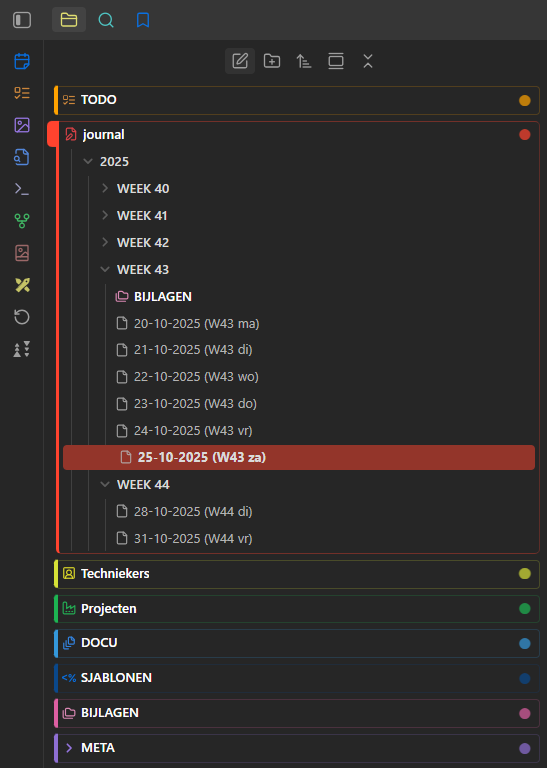 TODO
journal
2025
WEEK 40
WEEK 41
WEEK 42
WEEK 43
BIJLAGEN
20-10-2025 (W43 ma)
21-10-2025 (W43 di)
22-10-2025 (W43 wo)
23-10-2025 (W43 do)
24-10-2025 (W43 vr)
25-10-2025 (W43 za)
WEEK 44
28-10-2025 (W44 di)
31-10-2025 (W44 vr)
Techniekers
Projecten
DOCU
<% SJABLONEN
BIJLAGEN
META